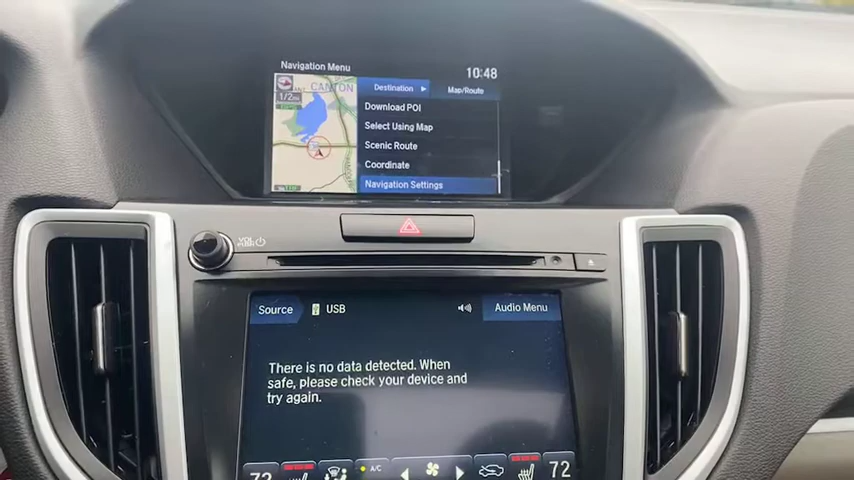 Navigation Menu
10:48
CANTON
1/2mi
Destination
Map/Route
Download POI
Select Using Map
Scenic Route
Coordinate
Navigation Settings
VOL
Source
USB
Audio Menu
There is no data detected. When
safe, please check your device and
try again.
72
A/C
72